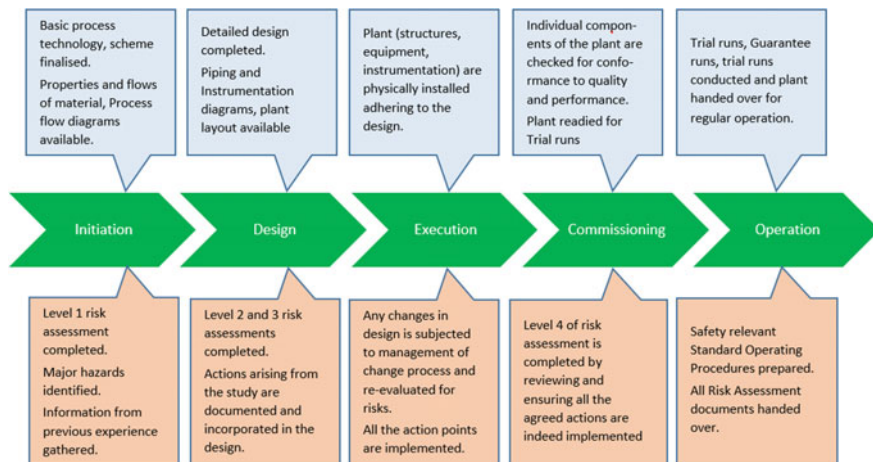 Basic process
technology, scheme
finalised.
Properties and flows
of material, Process
flow diagrams
available.
Detailed design
completed.
Piping and
Instrumentation
diagrams, plant
layout available
Plant (structures,
equipment,
instrumentation) are
physically installed
adhering to the
design.
Individual compon-
ents of the plant are
checked for confo-
rmance to quality
and performance.
Plant readied for
Trial runs
Trial runs, Guarantee
runs, trial runs
conducted and plant
handed over for
regular operation.
Initiation
Design
Execution
Commissioning
Operation
Level 1 risk
assessment
completed.
Major hazards
identified.
Information from
previous experience
gathered.
Level 2 and 3 risk
assessments
completed.
Actions arising from
the study are
documented and
incorporated in the
design.
Any changes in
design is subjected
to management of
change process and
re-evaluated for
risks.
All the action points
are implemented.
Level 4 of risk
assessment is
completed by
reviewing and
ensuring all the
agreed actions are
indeed implemented
Safety relevant
Standard Operating
Procedures prepared.
All Risk Assessment
documents handed
over.